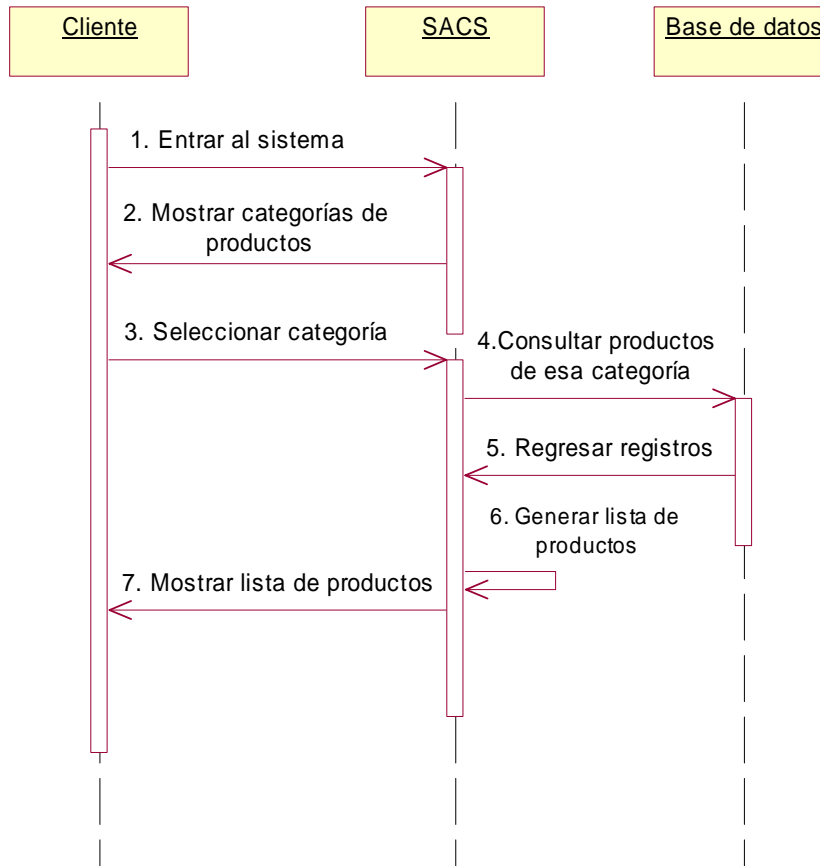 Cliente
SACS
Base de datos
1. Entrar al sistema
2. Mostrar categorías de
productos
3. Seleccionar categoría
4.Consultar productos
de esa categoría
5. Regresar registros
6. Generar lista de
productos
7. Mostrar lista de productos